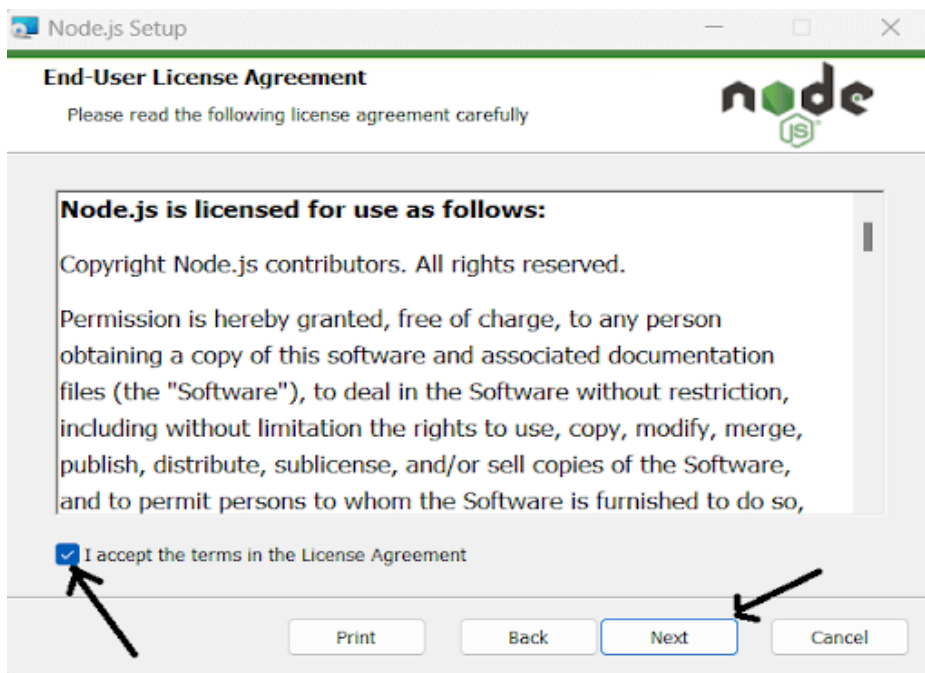 Node.js Setup
End-User License Agreement
Please read the following license agreement carefully
node
JS
Node.js is licensed for use as follows:
Copyright Node.js contributors. All rights reserved.
Permission is hereby granted, free of charge, to any person
obtaining a copy of this software and associated documentation
files (the "Software"), to deal in the Software without restriction,
including without limitation the rights to use, copy, modify, merge,
publish, distribute, sublicense, and/or sell copies of the Software,
and to permit persons to whom the Software is furnished to do so,
I accept the terms in the License Agreement
Print Back Next Cancel